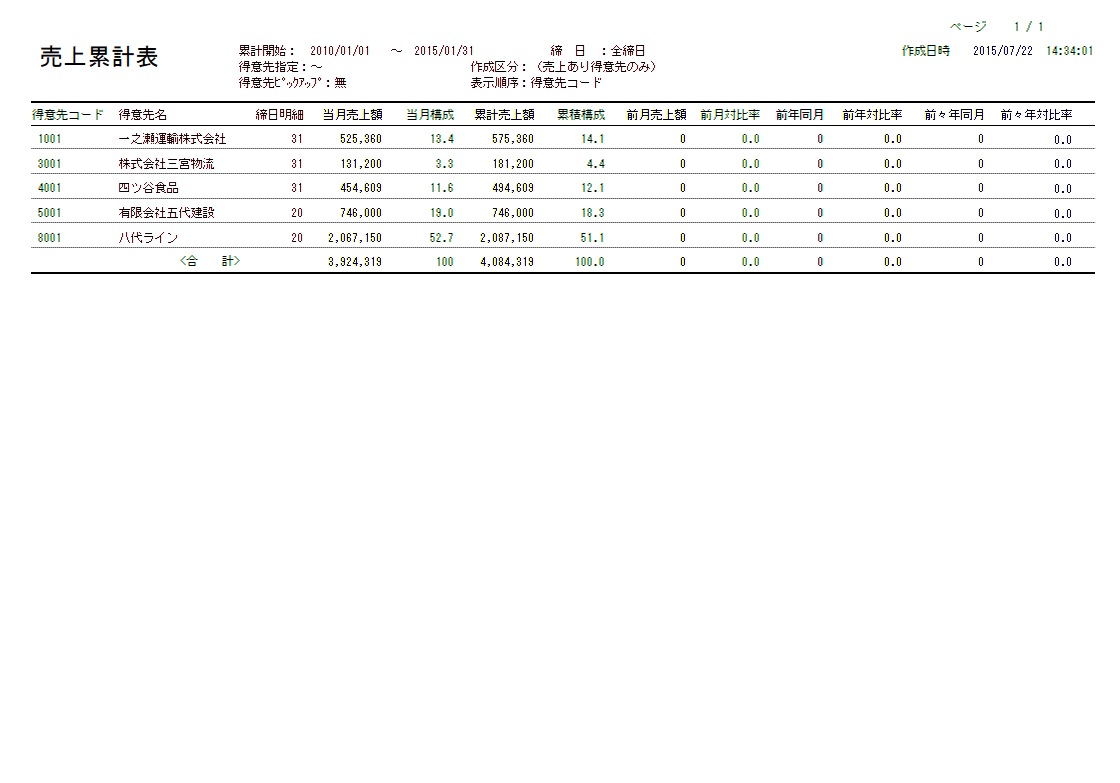 ページ 1 / 1
売上累計表
累計開始： 2010/01/01 ～ 2015/01/31 締 日 ：全締日 作成日時 2015/07/22 14:34:01
得意先指定：～ 作成区分：（売上あり得意先のみ）
得意先ﾋﾟｯｸｱｯﾌﾟ：無 表示順序：得意先コード
得意先コード 得意先名 締日明細 当月売上額 当月構成 累計売上額 累積構成 前月売上額 前月対比率 前年同月 前年対比率 前々年同月 前々年対比率
1001 一之瀬運輸株式会社 31 525,360 13.4 575,360 14.1 0 0.0 0 0.0 0 0.0
3001 株式会社三宮物流 31 131,200 3.3 181,200 4.4 0 0.0 0 0.0 0 0.0
4001 四ツ谷食品 31 454,609 11.6 494,609 12.1 0 0.0 0 0.0 0 0.0
5001 有限会社五代建設 20 746,000 19.0 746,000 18.3 0 0.0 0 0.0 0 0.0
8001 八代ライン 20 2,067,150 52.7 2,087,150 51.1 0 0.0 0 0.0 0 0.0
<合 計> 3,924,319 100 4,084,319 100.0 0 0.0 0 0.0 0 0.0